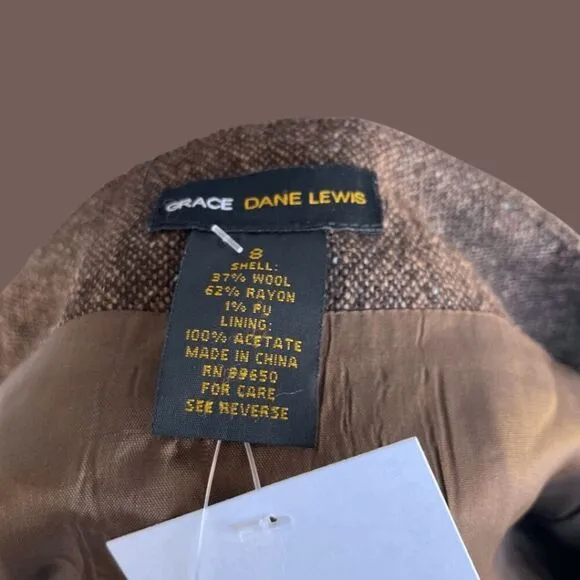 GRACE DANE LEWIS
8
SHELL:
37% WOOL
62% RAYON
1% PU
LINING:
100% ACETATE
MADE IN CHINA
RN 99650
FOR CARE
SEE REVERSE